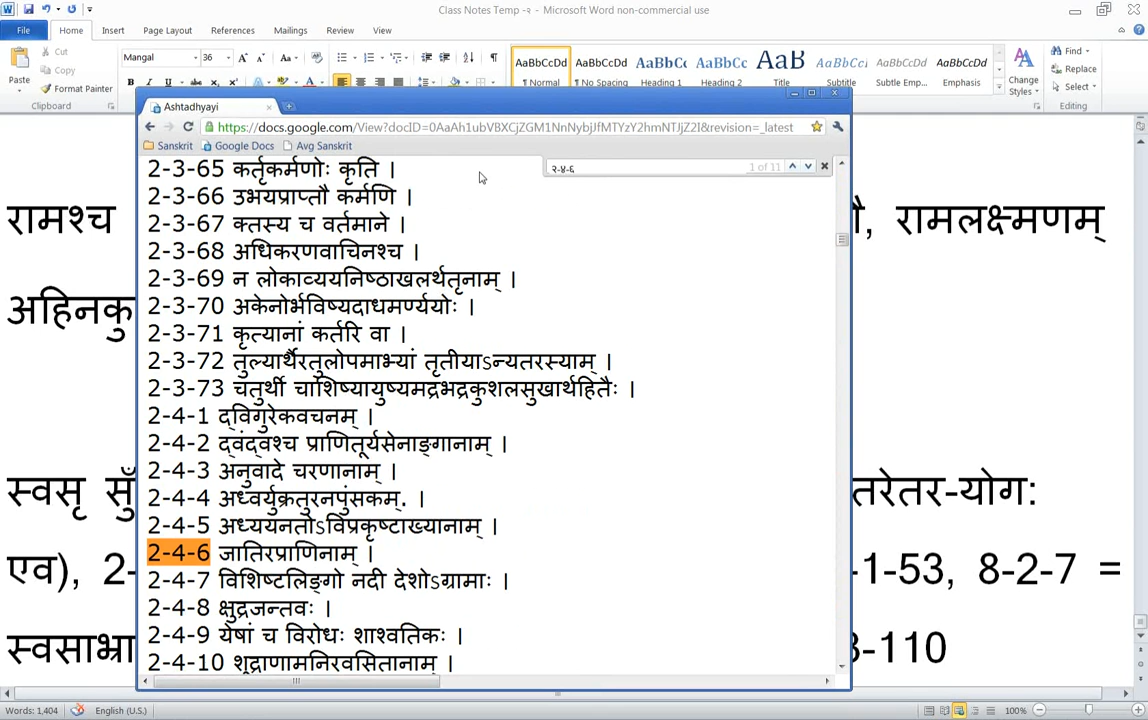 Class Notes Temp -२ - Microsoft Word non-commercial use
File Home Insert Page Layout References Mailings Review View
Cut
Copy
Format Painter
Paste
Clipboard
Mangal 36
AaBbCcDd AaBbCcDd AaBbCc AaBbCc AaB AaBbCc AaBbCcDd AaBbCcDd
¶ Normal ¶ No Spacing Heading 1 Heading 2 Title Subtitle Subtle Emp... Emphasis
Change Styles
Find
Replace
Select
Editing
Ashtadhyayi
https://docs.google.com/View?docID=0AaAh1ubVBXCjZGM1NnNybjJfMTYzY2hmNTJjZ2I&revision=_latest
Sanskrit Google Docs Avg Sanskrit
२-४-६ 1 of 11
2-3-65 कर्तृकर्मणोः कृति |
2-3-66 उभयप्राप्तौ कर्मणि |
2-3-67 क्तस्य च वर्तमाने |
2-3-68 अधिकरणवाचिनश्च |
2-3-69 न लोकाव्ययनिष्ठाखलर्थतृनाम् |
2-3-70 अकेनोर्भविष्यदाधमर्ण्ययोः |
2-3-71 कृत्यानां कर्तरि वा |
2-3-72 तुल्यार्थैरतुलोपमाभ्यां तृतीयाऽन्यतरस्याम् |
2-3-73 चतुर्थी चाशिष्यायुष्यमद्रभद्रकुशलसुखार्थहितैः |
2-4-1 द्विगुरेकवचनम् |
2-4-2 द्वंद्वश्च प्राणितूर्यसेनाङ्गानाम् |
2-4-3 अनुवादे चरणानाम् |
2-4-4 अध्वर्युक्रतुरनपुंसकम्. |
2-4-5 अध्ययनतोऽविप्रकृष्टाख्यानाम् |
2-4-6 जातिरप्राणिनाम् |
2-4-7 विशिष्टलिङ्गो नदी देशोऽग्रामाः |
2-4-8 क्षुद्रजन्तवः |
2-4-9 येषां च विरोधः शाश्वतिकः |
2-4-10 शूद्राणामनिरवसितानाम् |
रामश्च , रामलक्ष्मणम्
अहिनकु
स्वसृ सुँ तरेतर-योगः
एव), 2- -1-53, 8-2-7 =
स्वसाभ्रा -110
Words: 1,404 English (U.S.) 100%